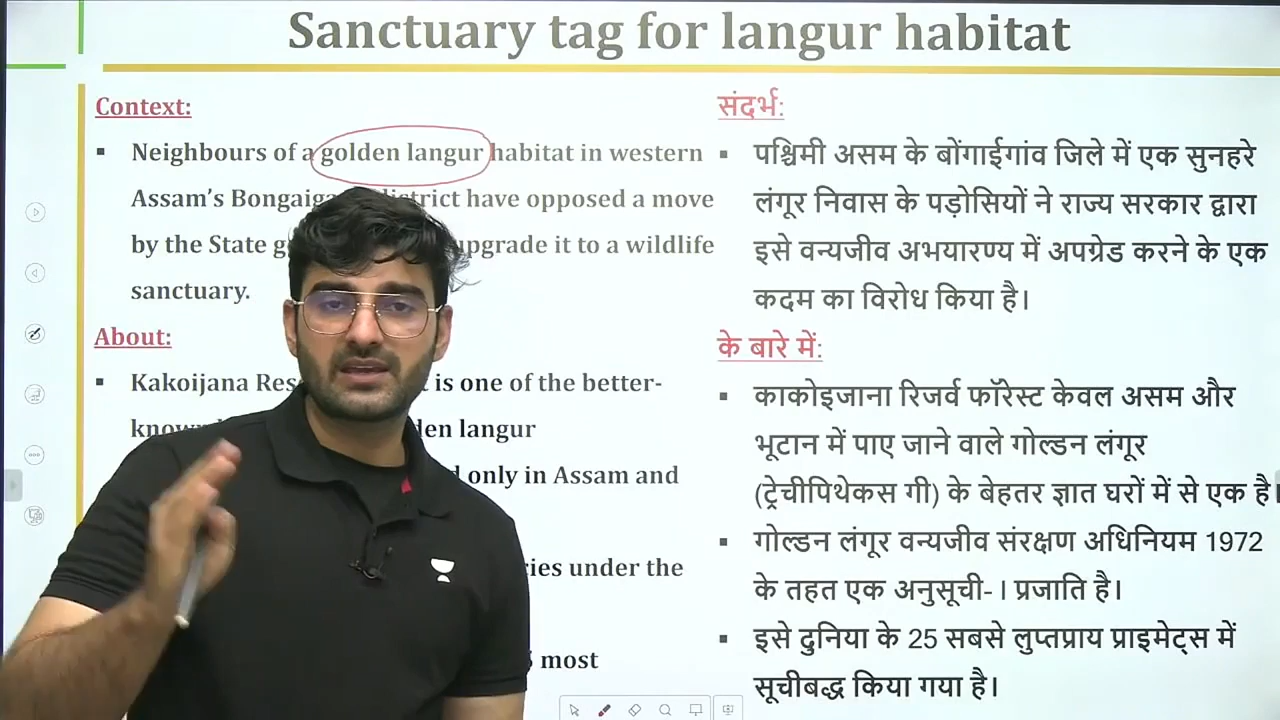 Sanctuary tag for langur habitat
Context:
Neighbours of a golden langur habitat in western
Assam's district have opposed a move
by the State upgrade it to a wildlife
sanctuary.
About:
Kakoijana is one of the better-
langur
only in Assam and
under the
most
संदर्भ:
पश्चिमी असम के बोंगाईगांव जिले में एक सुनहरे
लंगूर निवास के पड़ोसियों ने राज्य सरकार द्वारा
इसे वन्यजीव अभयारण्य में अपग्रेड करने के एक
कदम का विरोध किया है।
के बारे में:
काकोइजाना रिजर्व फॉरेस्ट केवल असम और
भूटान में पाए जाने वाले गोल्डन लंगूर
(ट्रेचीपिथेकस गी) के बेहतर ज्ञात घरों में से एक है।
गोल्डन लंगूर वन्यजीव संरक्षण अधिनियम 1972
के तहत एक अनुसूची- I प्रजाति है।
इसे दुनिया के 25 सबसे लुप्तप्राय प्राइमेट्स में
सूचीबद्ध किया गया है।